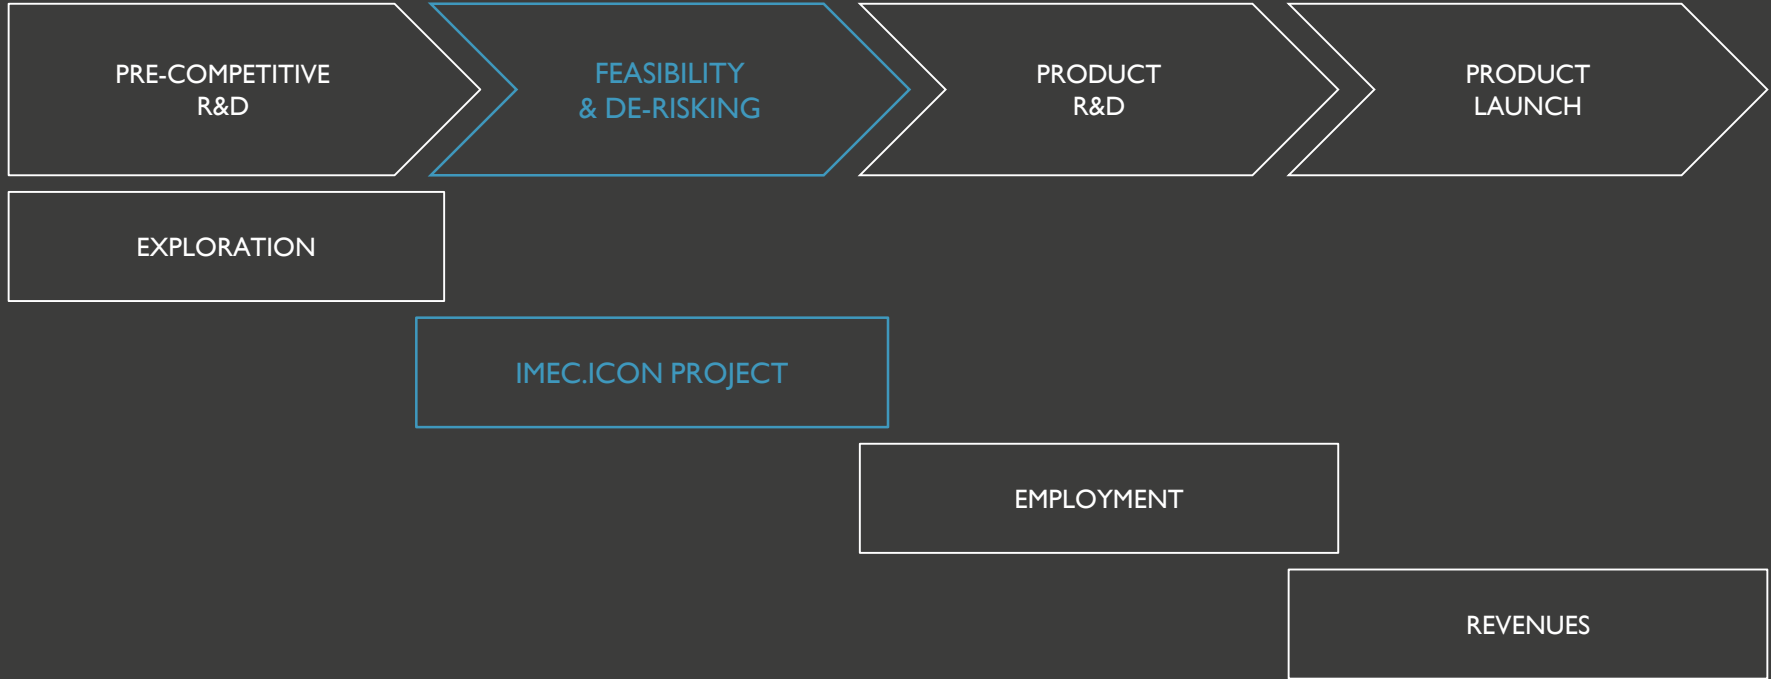 PRE-COMPETITIVE
R&D
FEASIBILITY
& DE-RISKING
PRODUCT
R&D
PRODUCT
LAUNCH
EXPLORATION
IMEC.ICON PROJECT
EMPLOYMENT
REVENUES